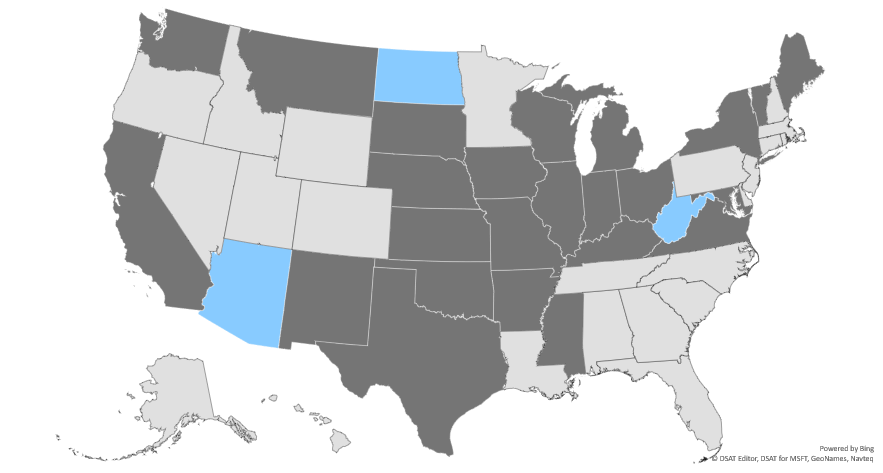 Powered by Bing
© DSAT Editor, DSAT for MSFT, GeoNames, Navteq